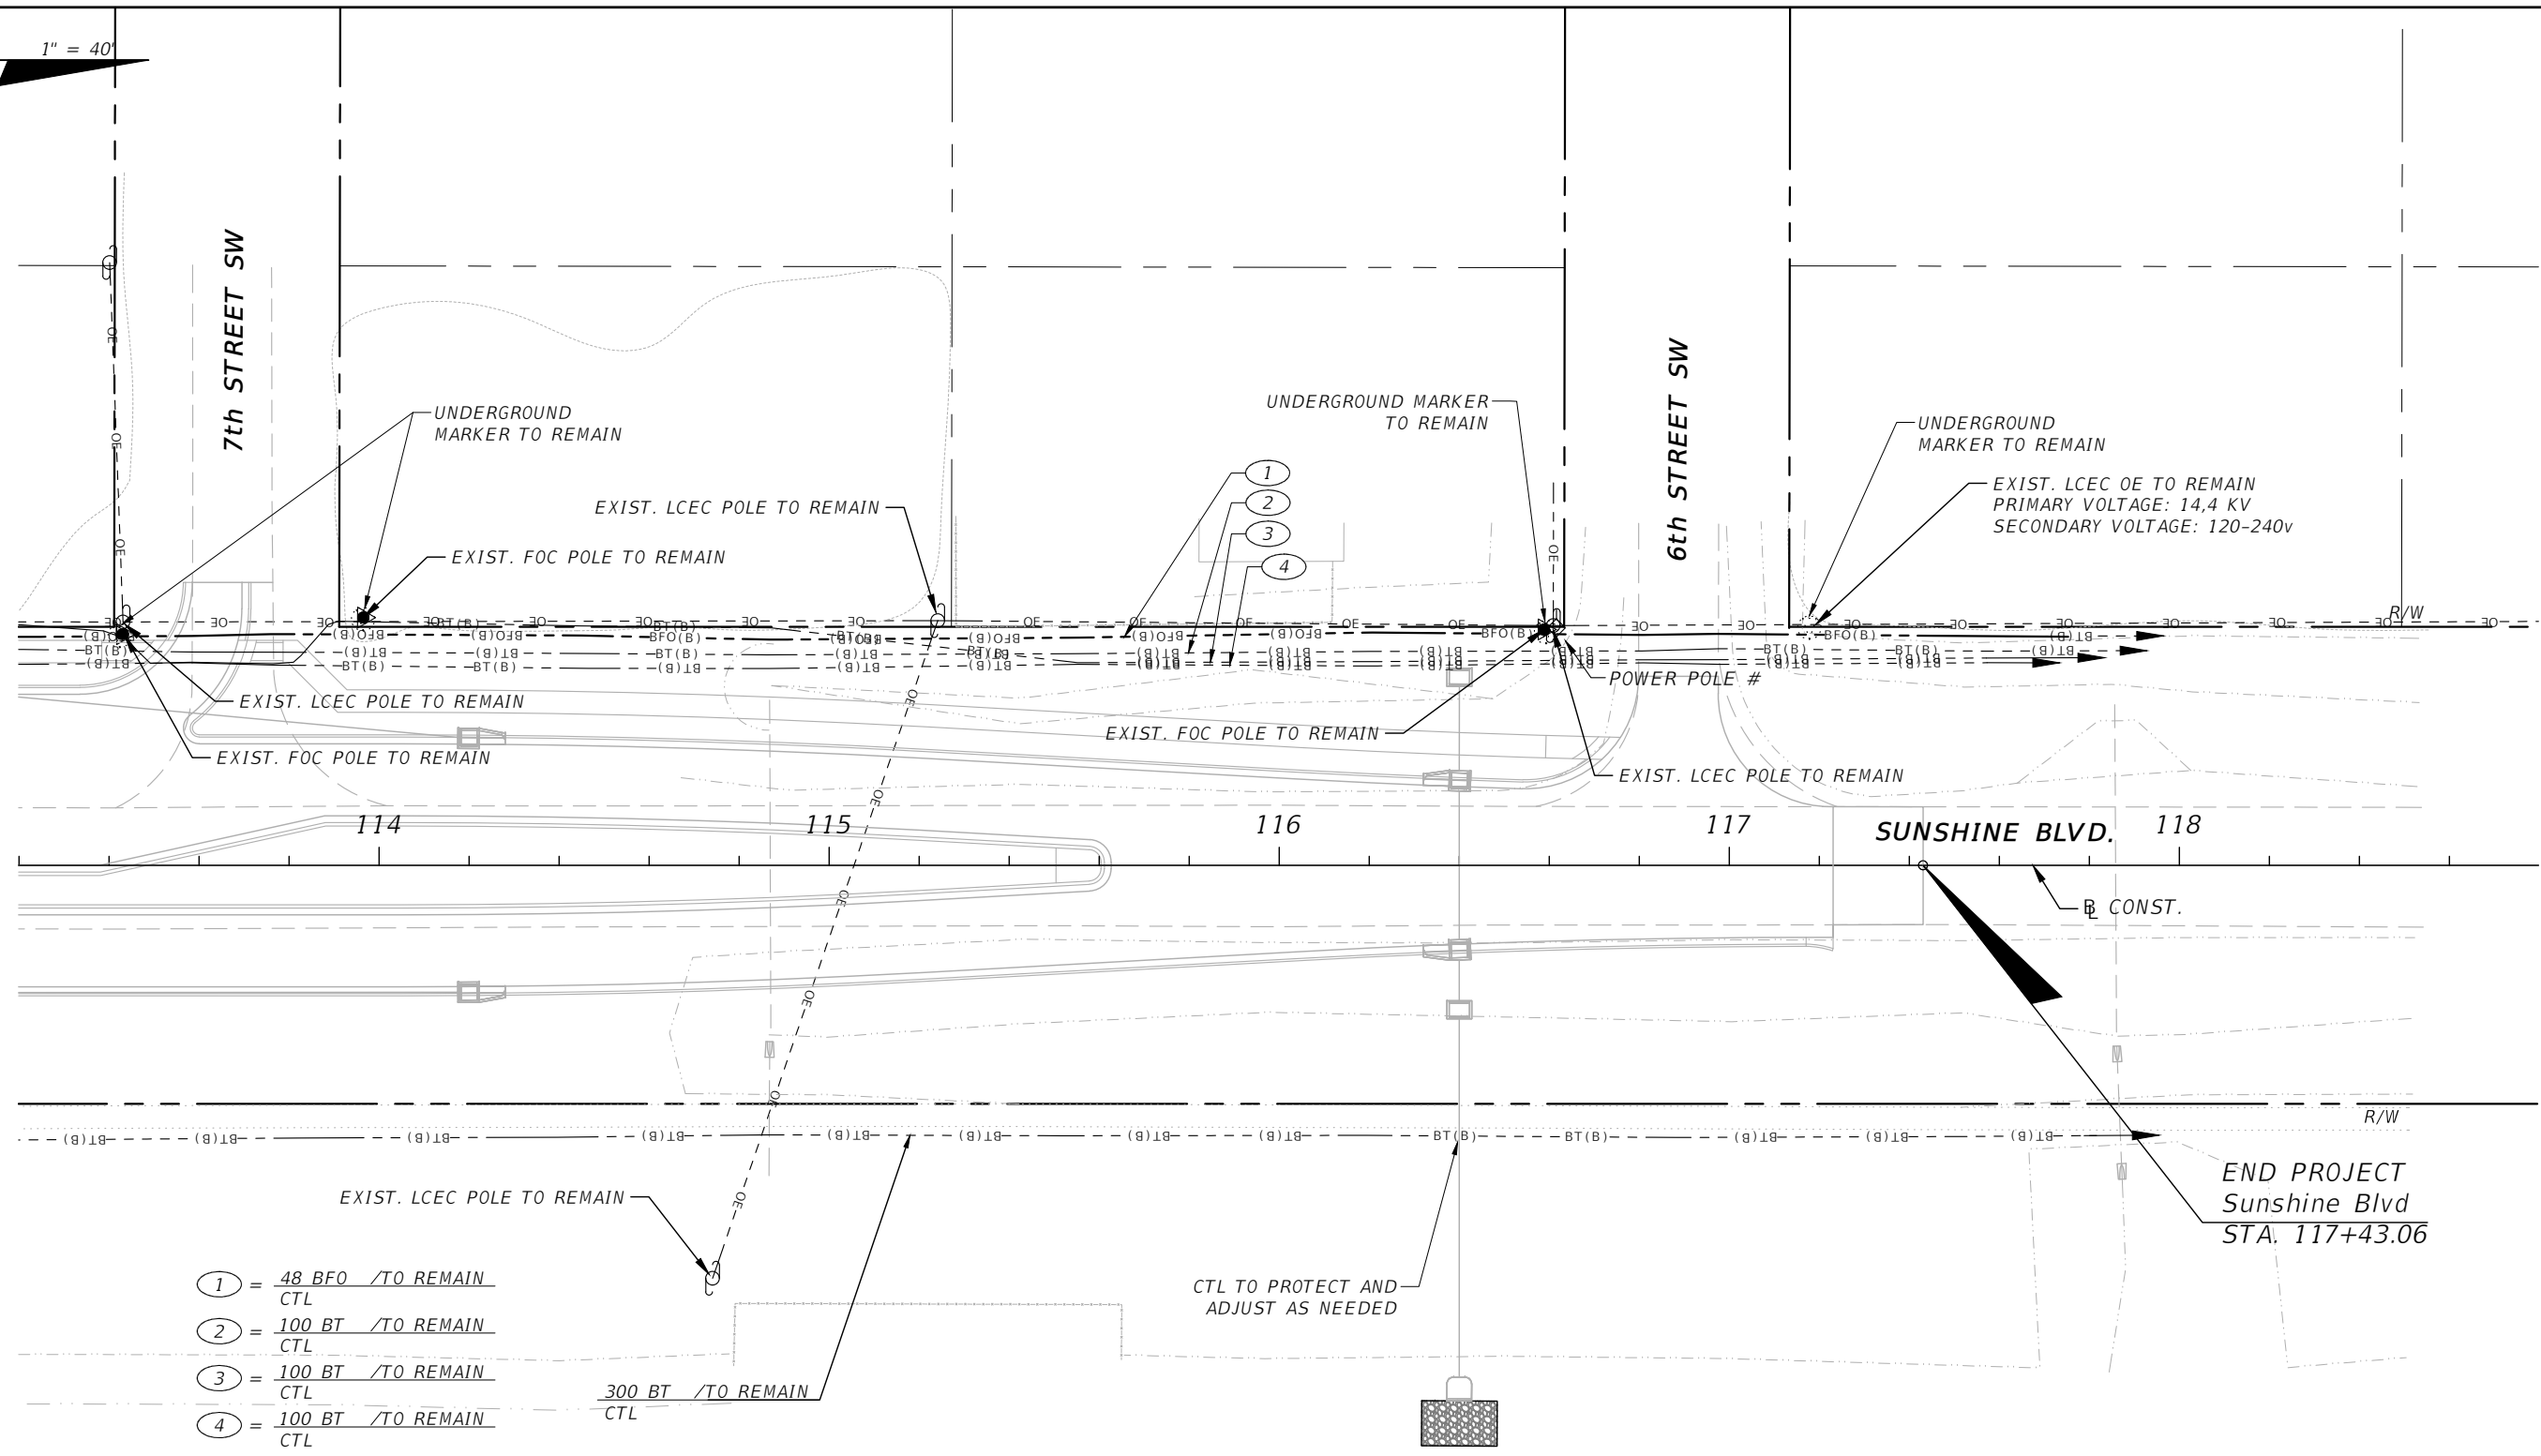 1" = 40'
7th STREET SW
6th STREET SW
UNDERGROUND
MARKER TO REMAIN
UNDERGROUND MARKER
TO REMAIN
UNDERGROUND
MARKER TO REMAIN
1
2
3
4
EXIST. LCEC OE TO REMAIN
PRIMARY VOLTAGE: 14,4 KV
SECONDARY VOLTAGE: 120-240v
EXIST. LCEC POLE TO REMAIN
EXIST. FOC POLE TO REMAIN
R/W
OE
BFO(B)
BT(B)
EXIST. LCEC POLE TO REMAIN
EXIST. FOC POLE TO REMAIN
POWER POLE #
EXIST. FOC POLE TO REMAIN
EXIST. LCEC POLE TO REMAIN
114
115
116
117
118
SUNSHINE BLVD.
BL CONST.
R/W
BT(B)
END PROJECT
Sunshine Blvd
STA. 117+43.06
EXIST. LCEC POLE TO REMAIN
CTL TO PROTECT AND
ADJUST AS NEEDED
1 = 48 BFO /TO REMAIN
CTL
2 = 100 BT /TO REMAIN
CTL
3 = 100 BT /TO REMAIN
CTL
4 = 100 BT /TO REMAIN
CTL
300 BT /TO REMAIN
CTL